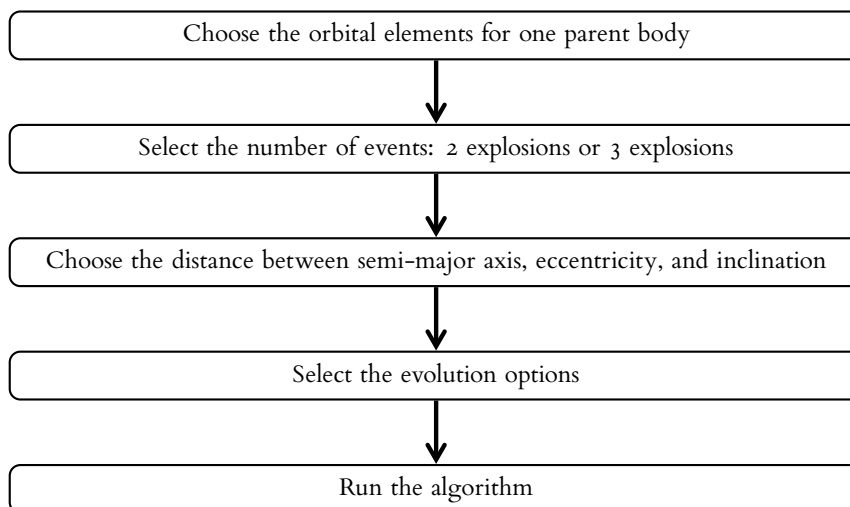 Choose the orbital elements for one parent body
Select the number of events: 2 explosions or 3 explosions
Choose the distance between semi-major axis, eccentricity, and inclination
Select the evolution options
Run the algorithm